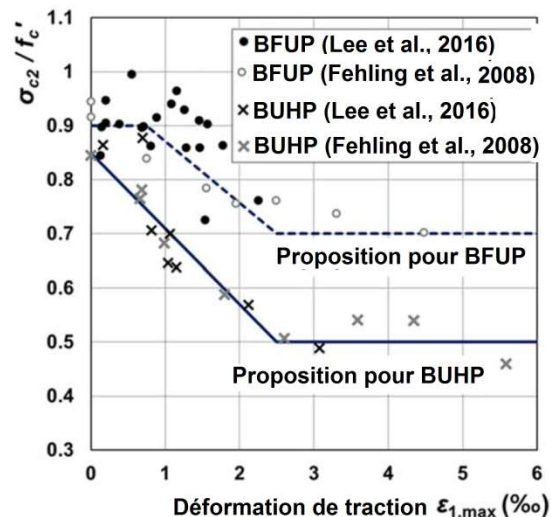 1.1
1
0.9
0.8
0.7
0.6
0.5
0.4
0.3
σc2 / fc'
● BFUP (Lee et al., 2016)
○ BFUP (Fehling et al., 2008)
× BUHP (Lee et al., 2016)
× BUHP (Fehling et al., 2008)
Proposition pour BFUP
Proposition pour BUHP
0 1 2 3 4 5 6
Déformation de traction ε1,max (‰)